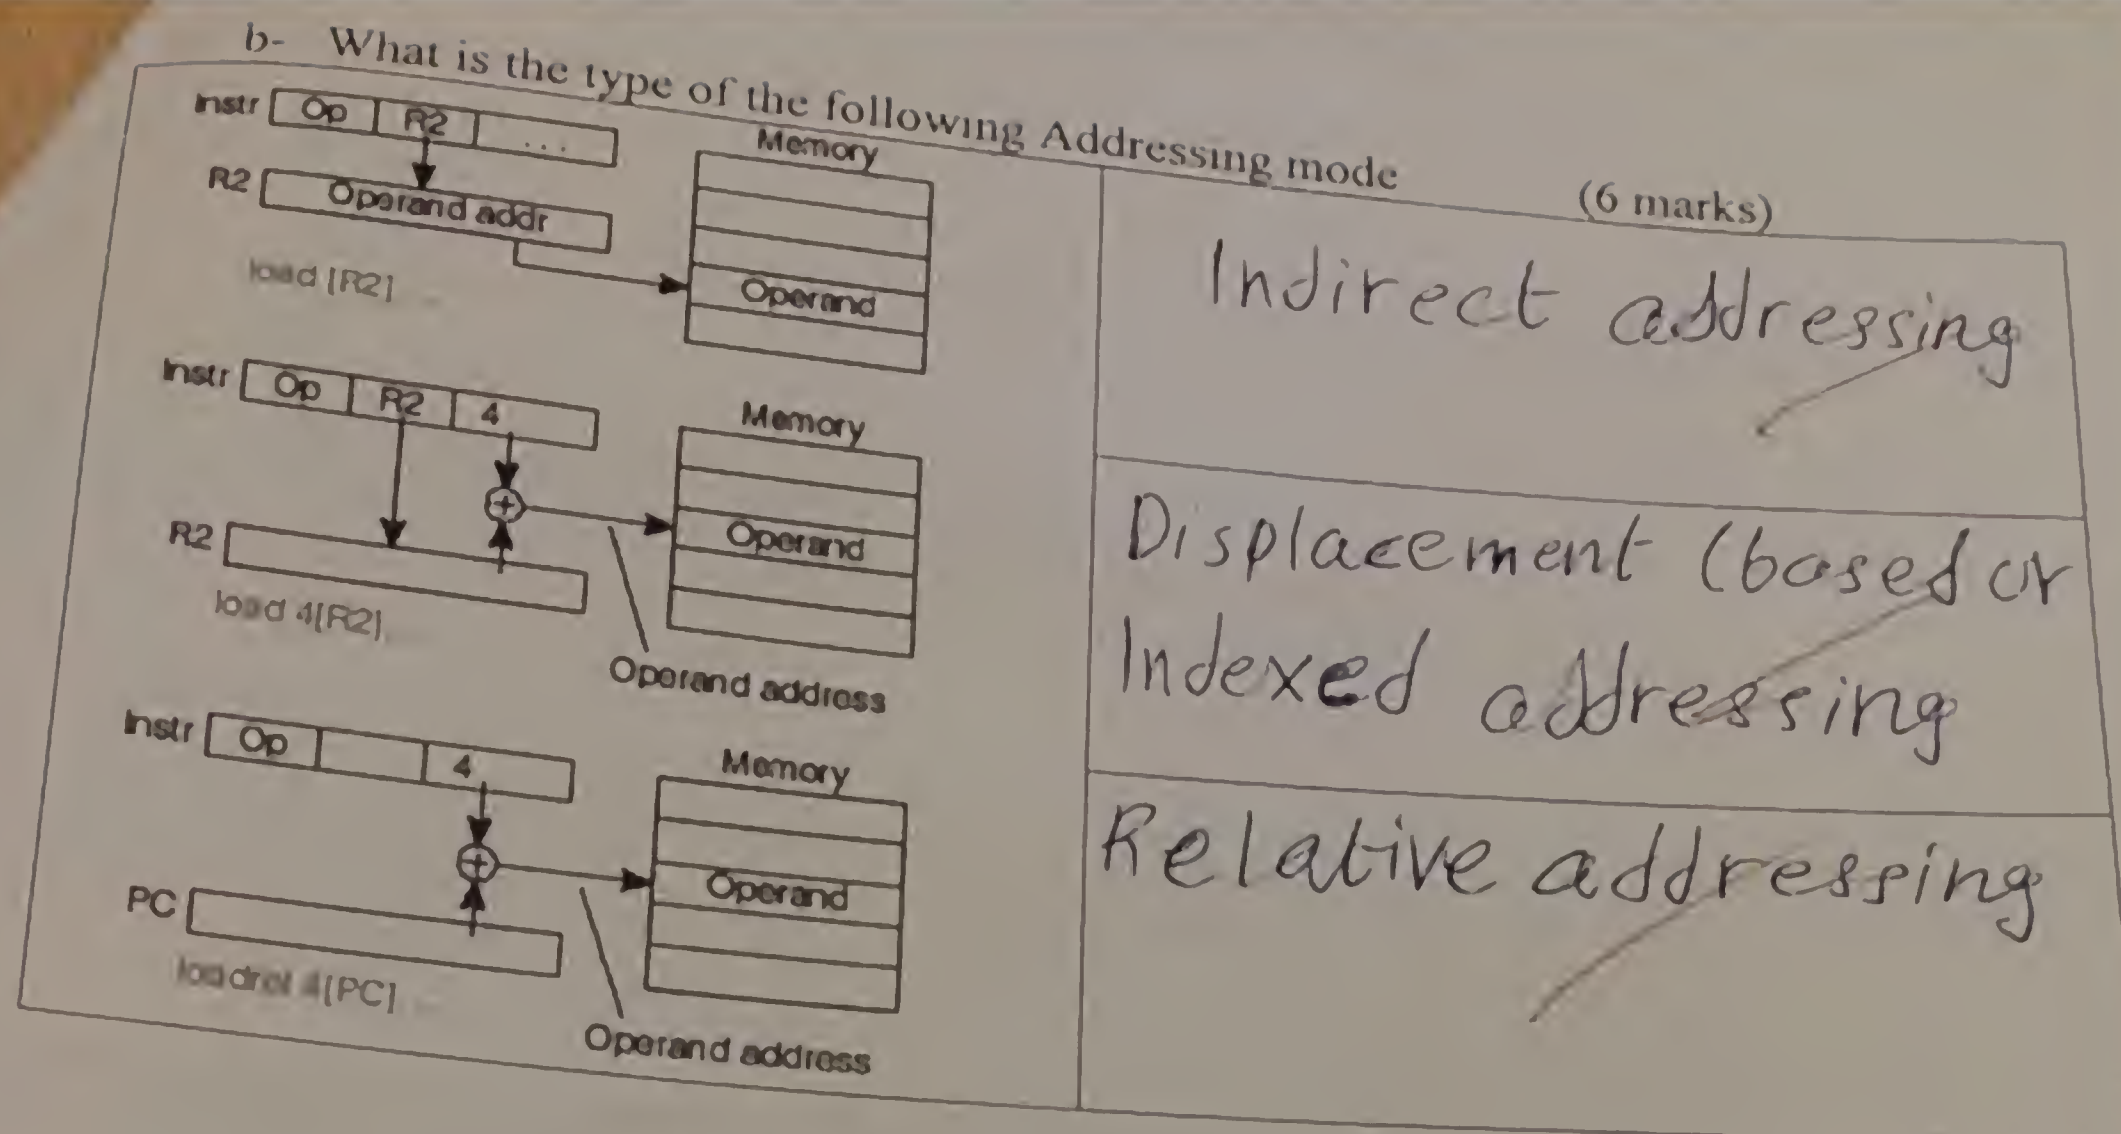 b- What is the type of the following Addressing mode (6 marks)
Instr Op R2 ...
Memory
R2 Operand addr
Operand
load [R2] ...
Indirect addressing
Instr Op R2 4
Memory
Operand
R2
load 4[R2]
Operand address
Displacement (based or
Indexed addressing
Instr Op 4
Memory
Operand
PC
loadrel 4[PC] ...
Operand address
Relative addressing